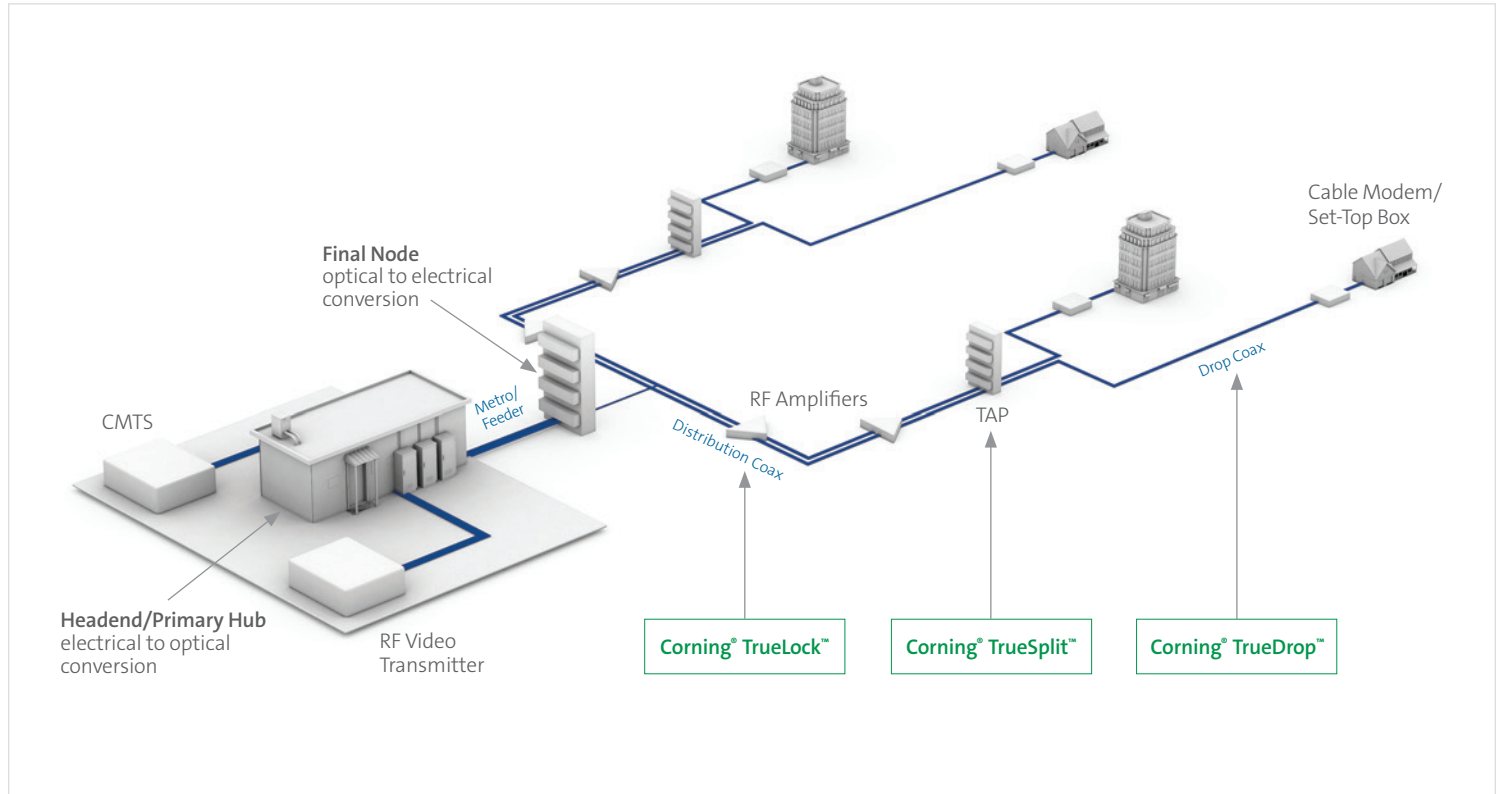 Cable Modem/
Set-Top Box
Final Node
optical to electrical
conversion
Metro/
Feeder
CMTS
RF Amplifiers
Distribution Coax
TAP
Drop Coax
Headend/Primary Hub
electrical to optical
conversion
RF Video
Transmitter
Corning® TrueLock™
Corning® TrueSplit™
Corning® TrueDrop™